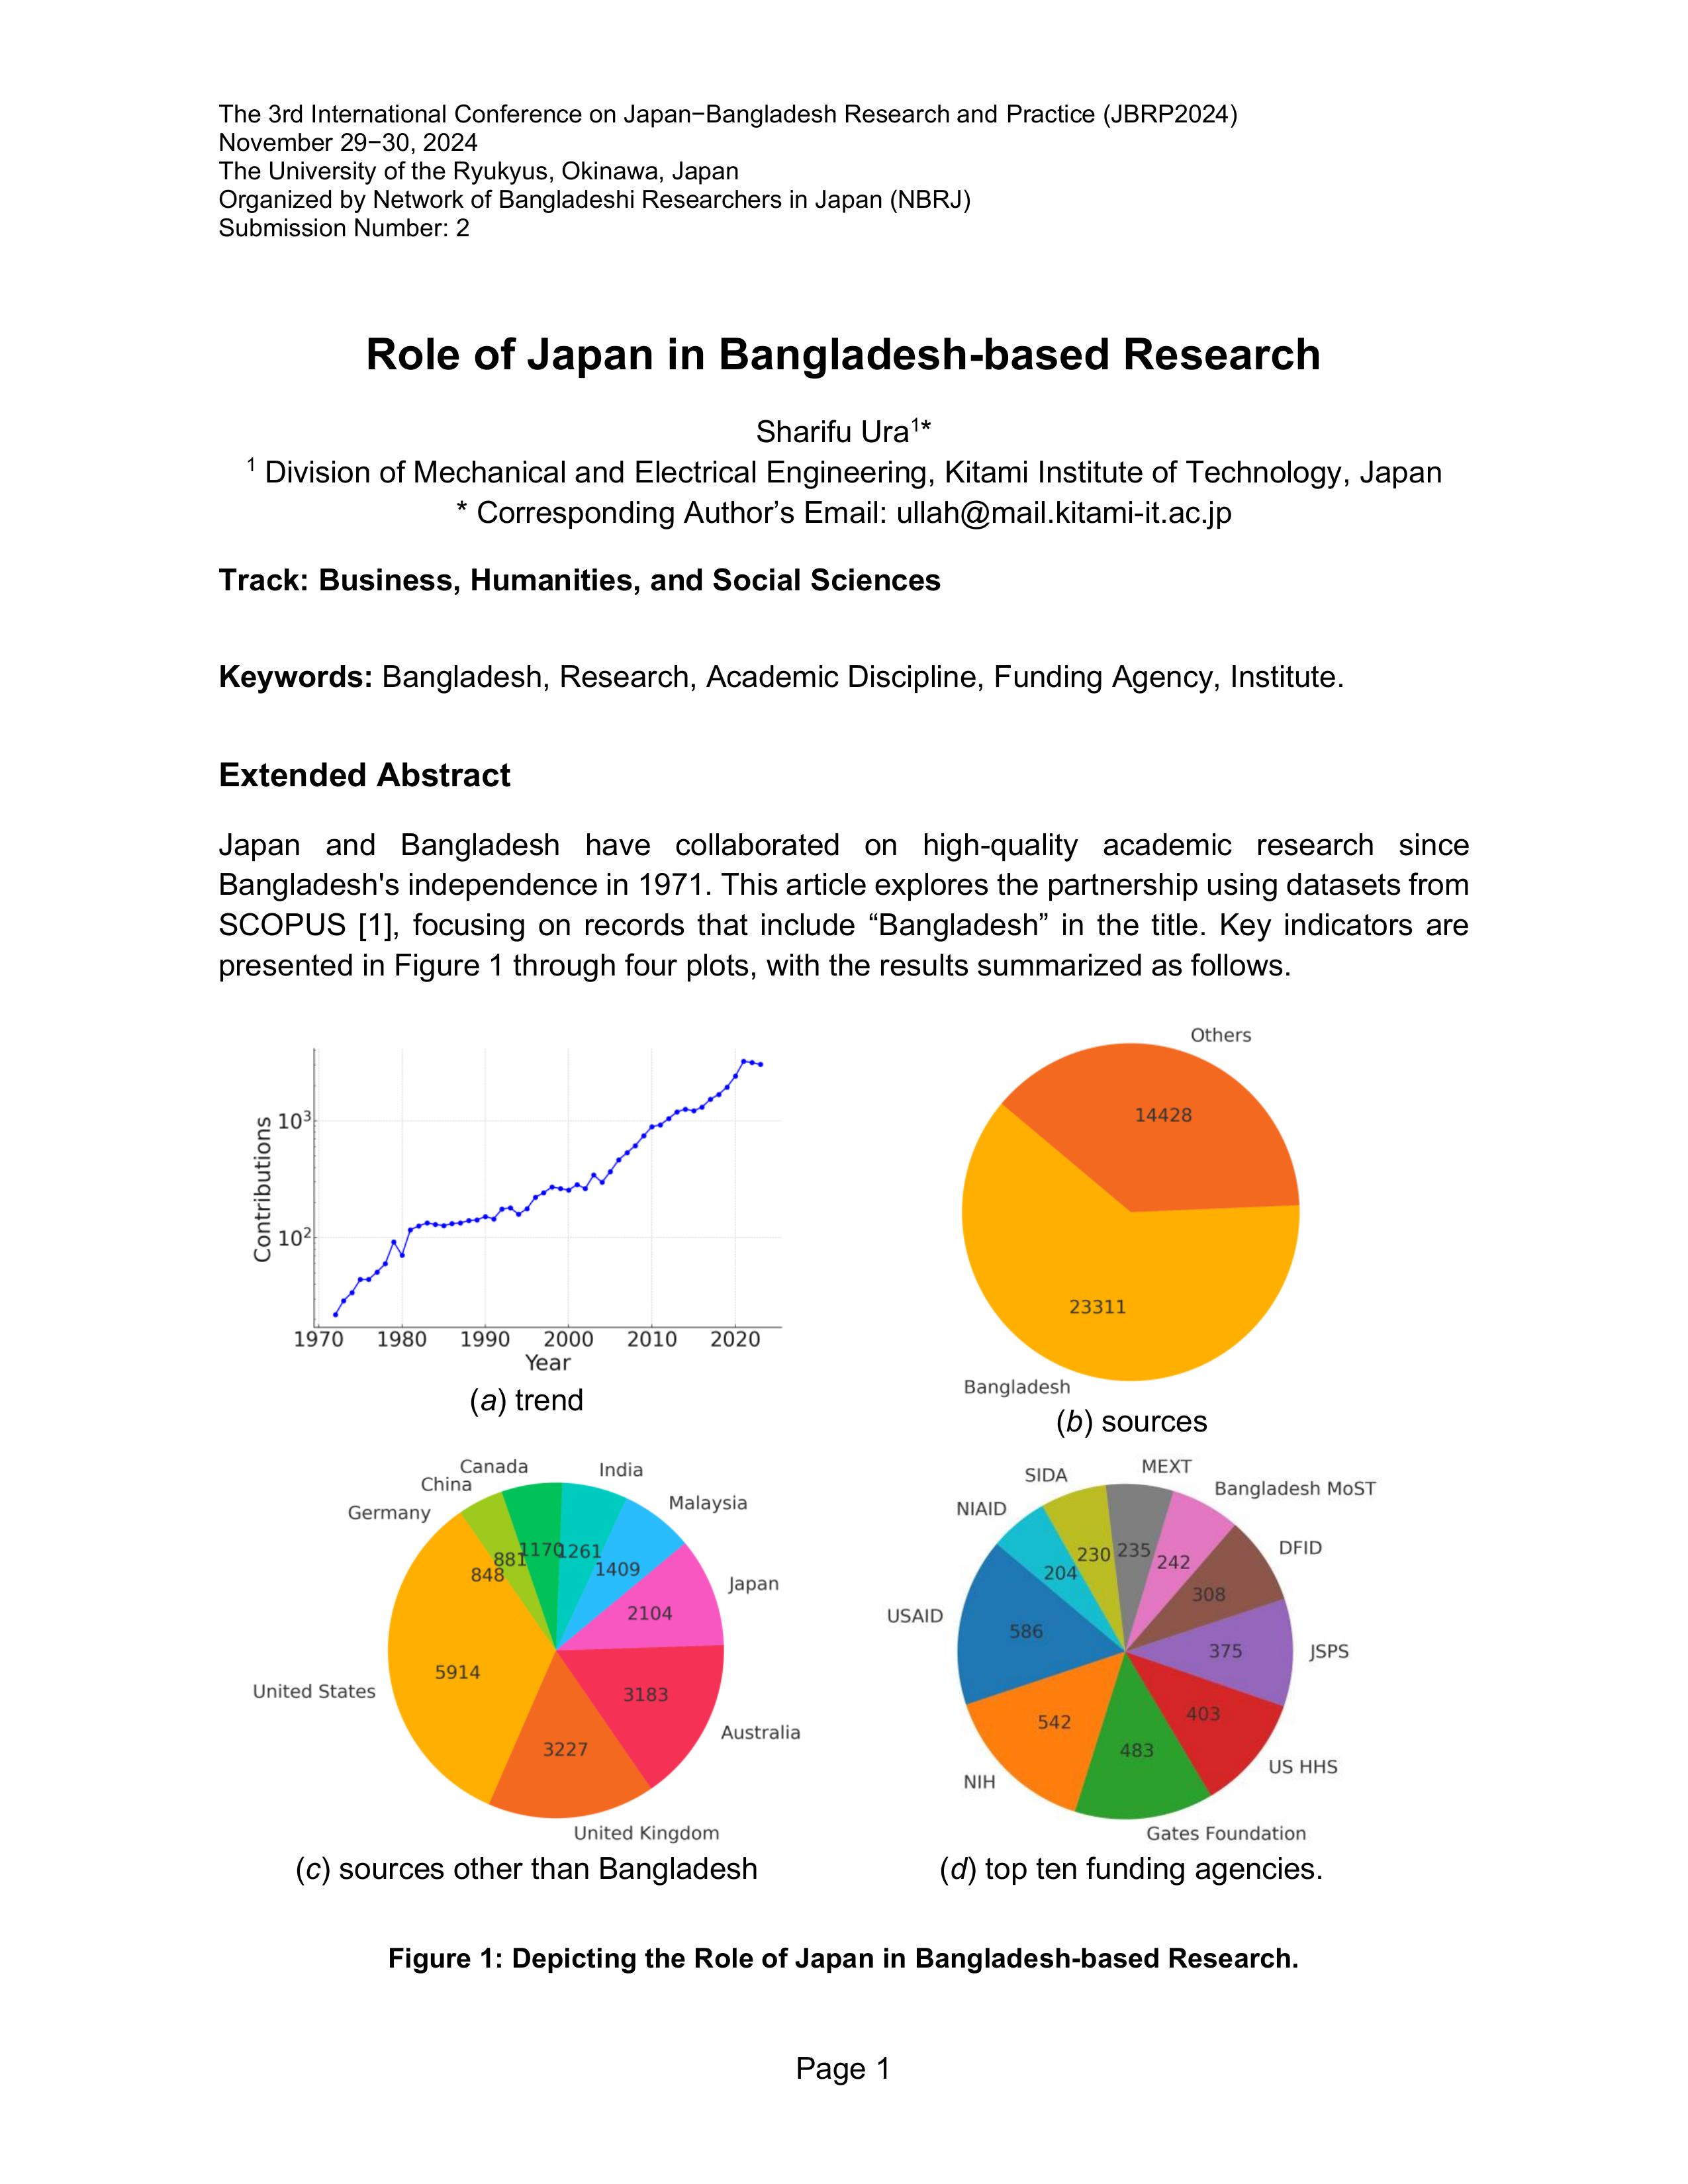 The 3rd International Conference on Japan−Bangladesh Research and Practice (JBRP2024)
November 29−30, 2024
The University of the Ryukyus, Okinawa, Japan
Organized by Network of Bangladeshi Researchers in Japan (NBRJ)
Submission Number: 2
Role of Japan in Bangladesh-based Research
Sharifu Ura1*
1 Division of Mechanical and Electrical Engineering, Kitami Institute of Technology, Japan
* Corresponding Author’s Email: ullah@mail.kitami-it.ac.jp
Track: Business, Humanities, and Social Sciences
Keywords: Bangladesh, Research, Academic Discipline, Funding Agency, Institute.
Extended Abstract
Japan and Bangladesh have collaborated on high-quality academic research since
Bangladesh's independence in 1971. This article explores the partnership using datasets from
SCOPUS [1], focusing on records that include “Bangladesh” in the title. Key indicators are
presented in Figure 1 through four plots, with the results summarized as follows.
Contributions
10^3
10^2
1970 1980 1990 2000 2010 2020
Year
(a) trend
Others
14428
23311
Bangladesh
(b) sources
Canada
India
China
Malaysia
Germany
1170
1261
881
1409
848
Japan
2104
5914
United States
3183
Australia
3227
United Kingdom
(c) sources other than Bangladesh
MEXT
SIDA
Bangladesh MoST
NIAID
DFID
235
230
242
204
308
USAID
586
375
JSPS
542
403
483
US HHS
NIH
Gates Foundation
(d) top ten funding agencies.
Figure 1: Depicting the Role of Japan in Bangladesh-based Research.
Page 1